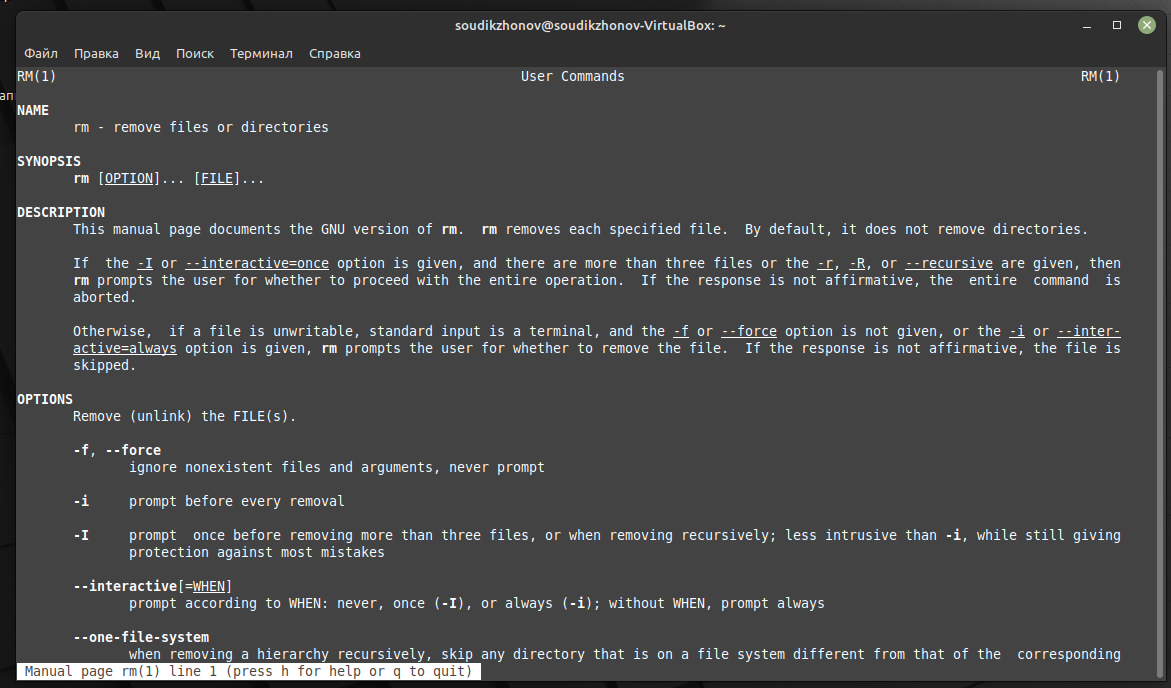 soudikzhonov@soudikzhonov-VirtualBox: ~
Файл Правка Вид Поиск Терминал Справка
RM(1) User Commands RM(1)
NAME
rm - remove files or directories
SYNOPSIS
rm [OPTION]... [FILE]...
DESCRIPTION
This manual page documents the GNU version of rm. rm removes each specified file. By default, it does not remove directories.
If the -I or --interactive=once option is given, and there are more than three files or the -r, -R, or --recursive are given, then
rm prompts the user for whether to proceed with the entire operation. If the response is not affirmative, the entire command is
aborted.
Otherwise, if a file is unwritable, standard input is a terminal, and the -f or --force option is not given, or the -i or --inter-
active=always option is given, rm prompts the user for whether to remove the file. If the response is not affirmative, the file is
skipped.
OPTIONS
Remove (unlink) the FILE(s).
-f, --force
ignore nonexistent files and arguments, never prompt
-i prompt before every removal
-I prompt once before removing more than three files, or when removing recursively; less intrusive than -i, while still giving
protection against most mistakes
--interactive[=WHEN]
prompt according to WHEN: never, once (-I), or always (-i); without WHEN, prompt always
--one-file-system
when removing a hierarchy recursively, skip any directory that is on a file system different from that of the corresponding
Manual page rm(1) line 1 (press h for help or q to quit)